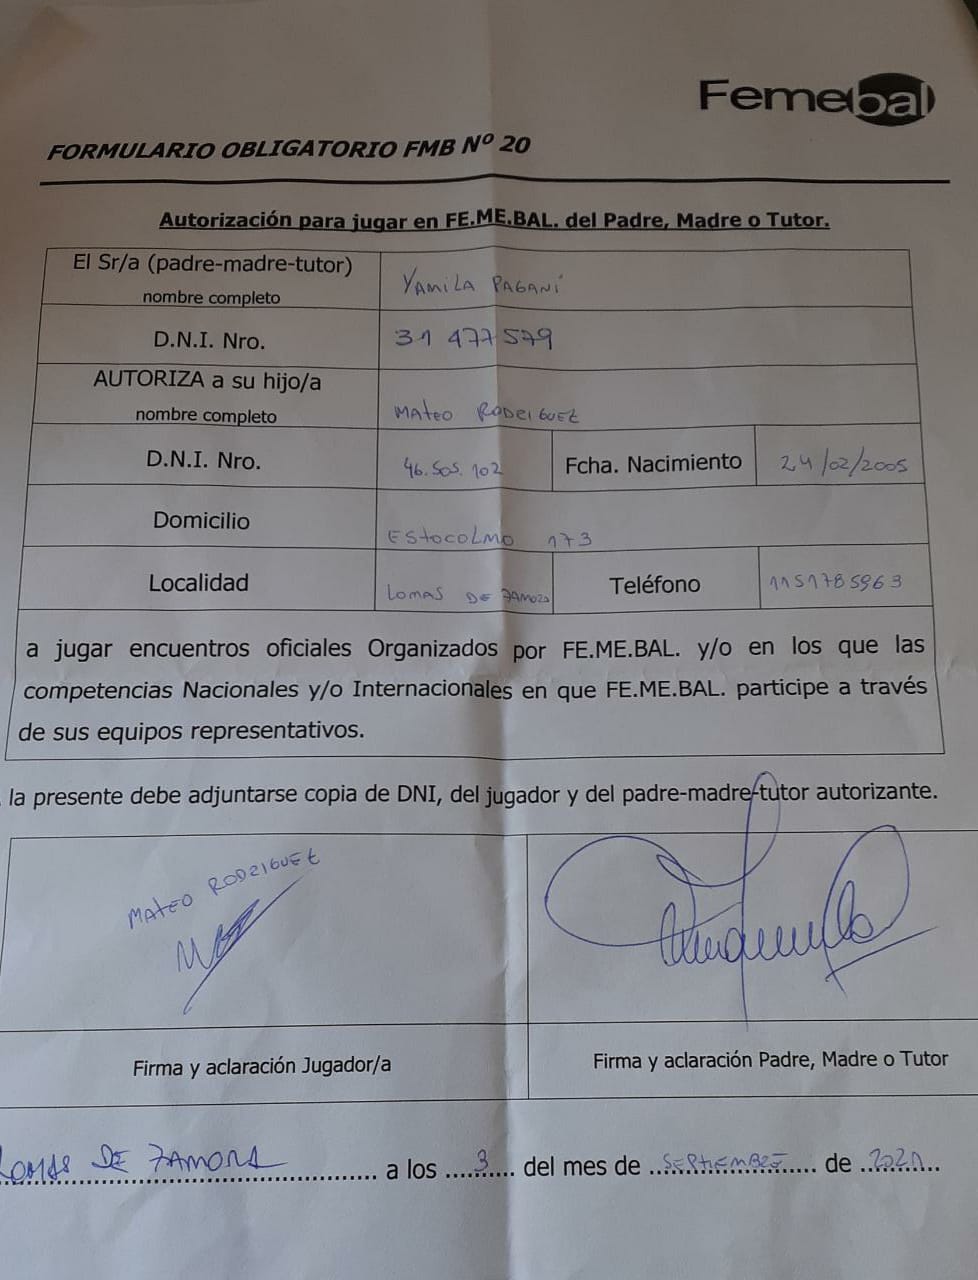 Femebal
FORMULARIO OBLIGATORIO FMB Nº 20
Autorización para jugar en FE.ME.BAL. del Padre, Madre o Tutor.
El Sr/a (padre-madre-tutor)
nombre completo
YAMILA PAGANI
D.N.I. Nro.
31 477 579
AUTORIZA a su hijo/a
nombre completo
MATEO RODRIGUEZ
D.N.I. Nro.
46.505.102
Fcha. Nacimiento
24/02/2005
Domicilio
ESTOCOLMO 173
Localidad
LOMAS DE ZAMORA
Teléfono
1151785963
a jugar encuentros oficiales Organizados por FE.ME.BAL. y/o en los que las
competencias Nacionales y/o Internacionales en que FE.ME.BAL. participe a través
de sus equipos representativos.
la presente debe adjuntarse copia de DNI, del jugador y del padre-madre-tutor autorizante.
MATEO RODRIGUEZ
Firma y aclaración Jugador/a
Firma y aclaración Padre, Madre o Tutor
LOMAS DE ZAMORA a los 3 del mes de SEPTIEMBRE de 2021